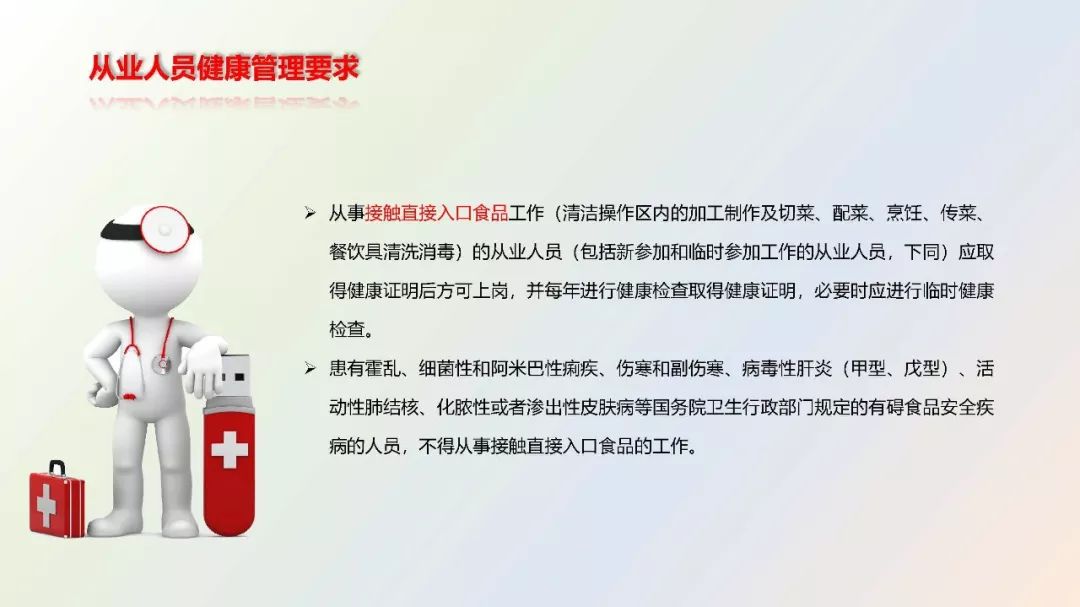 从业人员健康管理要求
➢ 从事接触直接入口食品工作（清洁操作区内的加工制作及切菜、配菜、烹饪、传菜、
餐饮具清洗消毒）的从业人员（包括新参加和临时参加工作的从业人员，下同）应取
得健康证明后方可上岗，并每年进行健康检查取得健康证明，必要时应进行临时健康
检查。
➢ 患有霍乱、细菌性和阿米巴性痢疾、伤寒和副伤寒、病毒性肝炎（甲型、戊型）、活
动性肺结核、化脓性或者渗出性皮肤病等国务院卫生行政部门规定的有碍食品安全疾
病的人员，不得从事接触直接入口食品的工作。